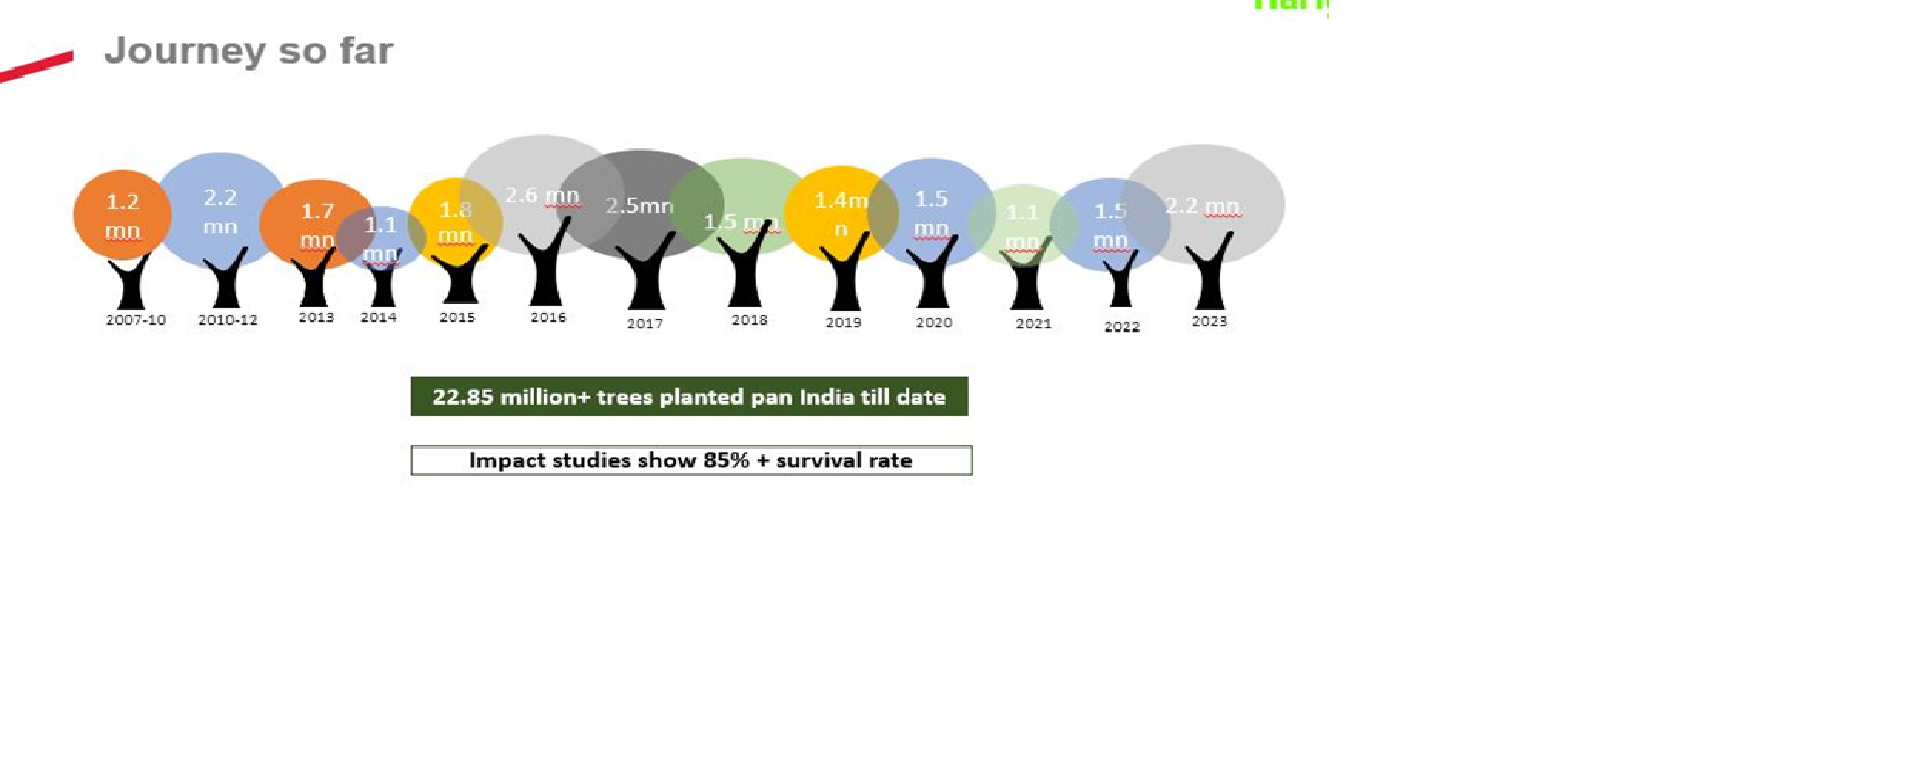 Journey so far
1.2
mn
2.2
mn
1.7
mn
1.1
mn
1.8
mn
2.6 mn
2.5mn
1.5 mn
1.4m
n
1.5
mn
1.1
mn
1.5
mn
2.2 mn
2007-10
2010-12
2013
2014
2015
2016
2017
2018
2019
2020
2021
2022
2023
22.85 million+ trees planted pan India till date
Impact studies show 85% + survival rate